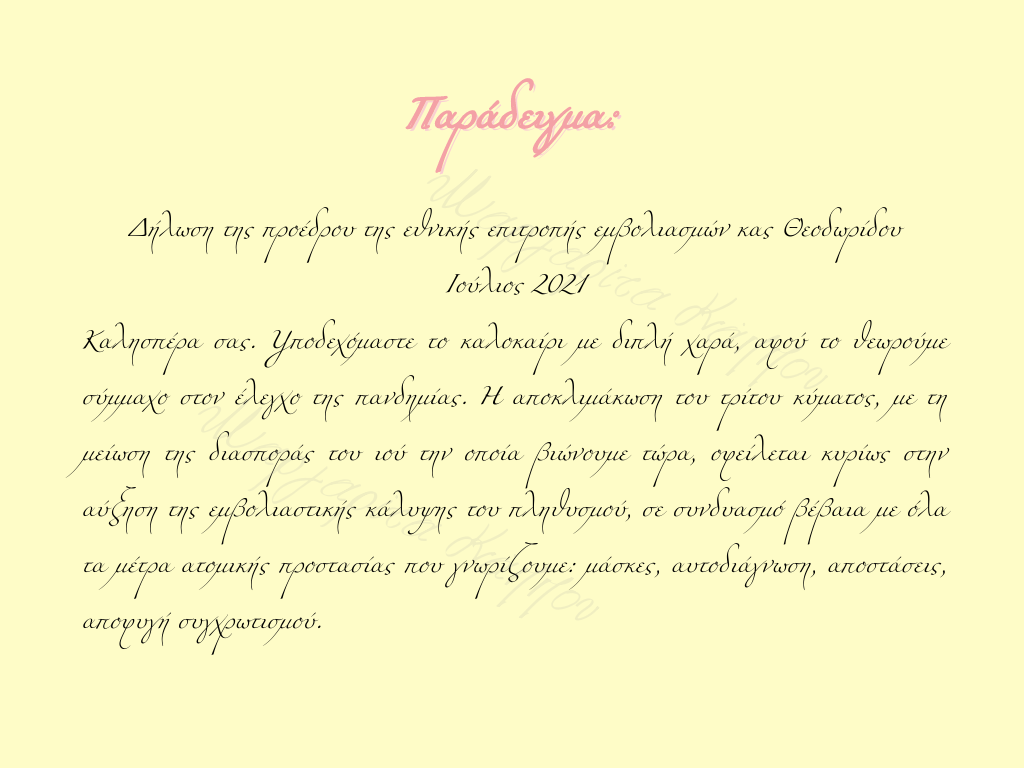 Παράδειγμα:
Δήλωση της προέδρου της εθνικής επιτροπής εμβολιασμών κας Θεοδωρίδου
Ιούλιος 2021
Καλησπέρα σας. Υποδεχόμαστε το καλοκαίρι με διπλή χαρά, αφού το θεωρούμε
σύμμαχο στον έλεγχο της πανδημίας. Η αποκλιμάκωση του τρίτου κύματος, με τη
μείωση της διασποράς του ιού την οποία βιώνουμε τώρα, οφείλεται κυρίως στην
αύξηση της εμβολιαστικής κάλυψης του πληθυσμού, σε συνδυασμό βέβαια με όλα
τα μέτρα ατομικής προστασίας που γνωρίζουμε: μάσκες, αυτοδιάγνωση, αποστάσεις,
αποφυγή συγχρωτισμού.
Μαργαρίτα
Μαργαρίτα